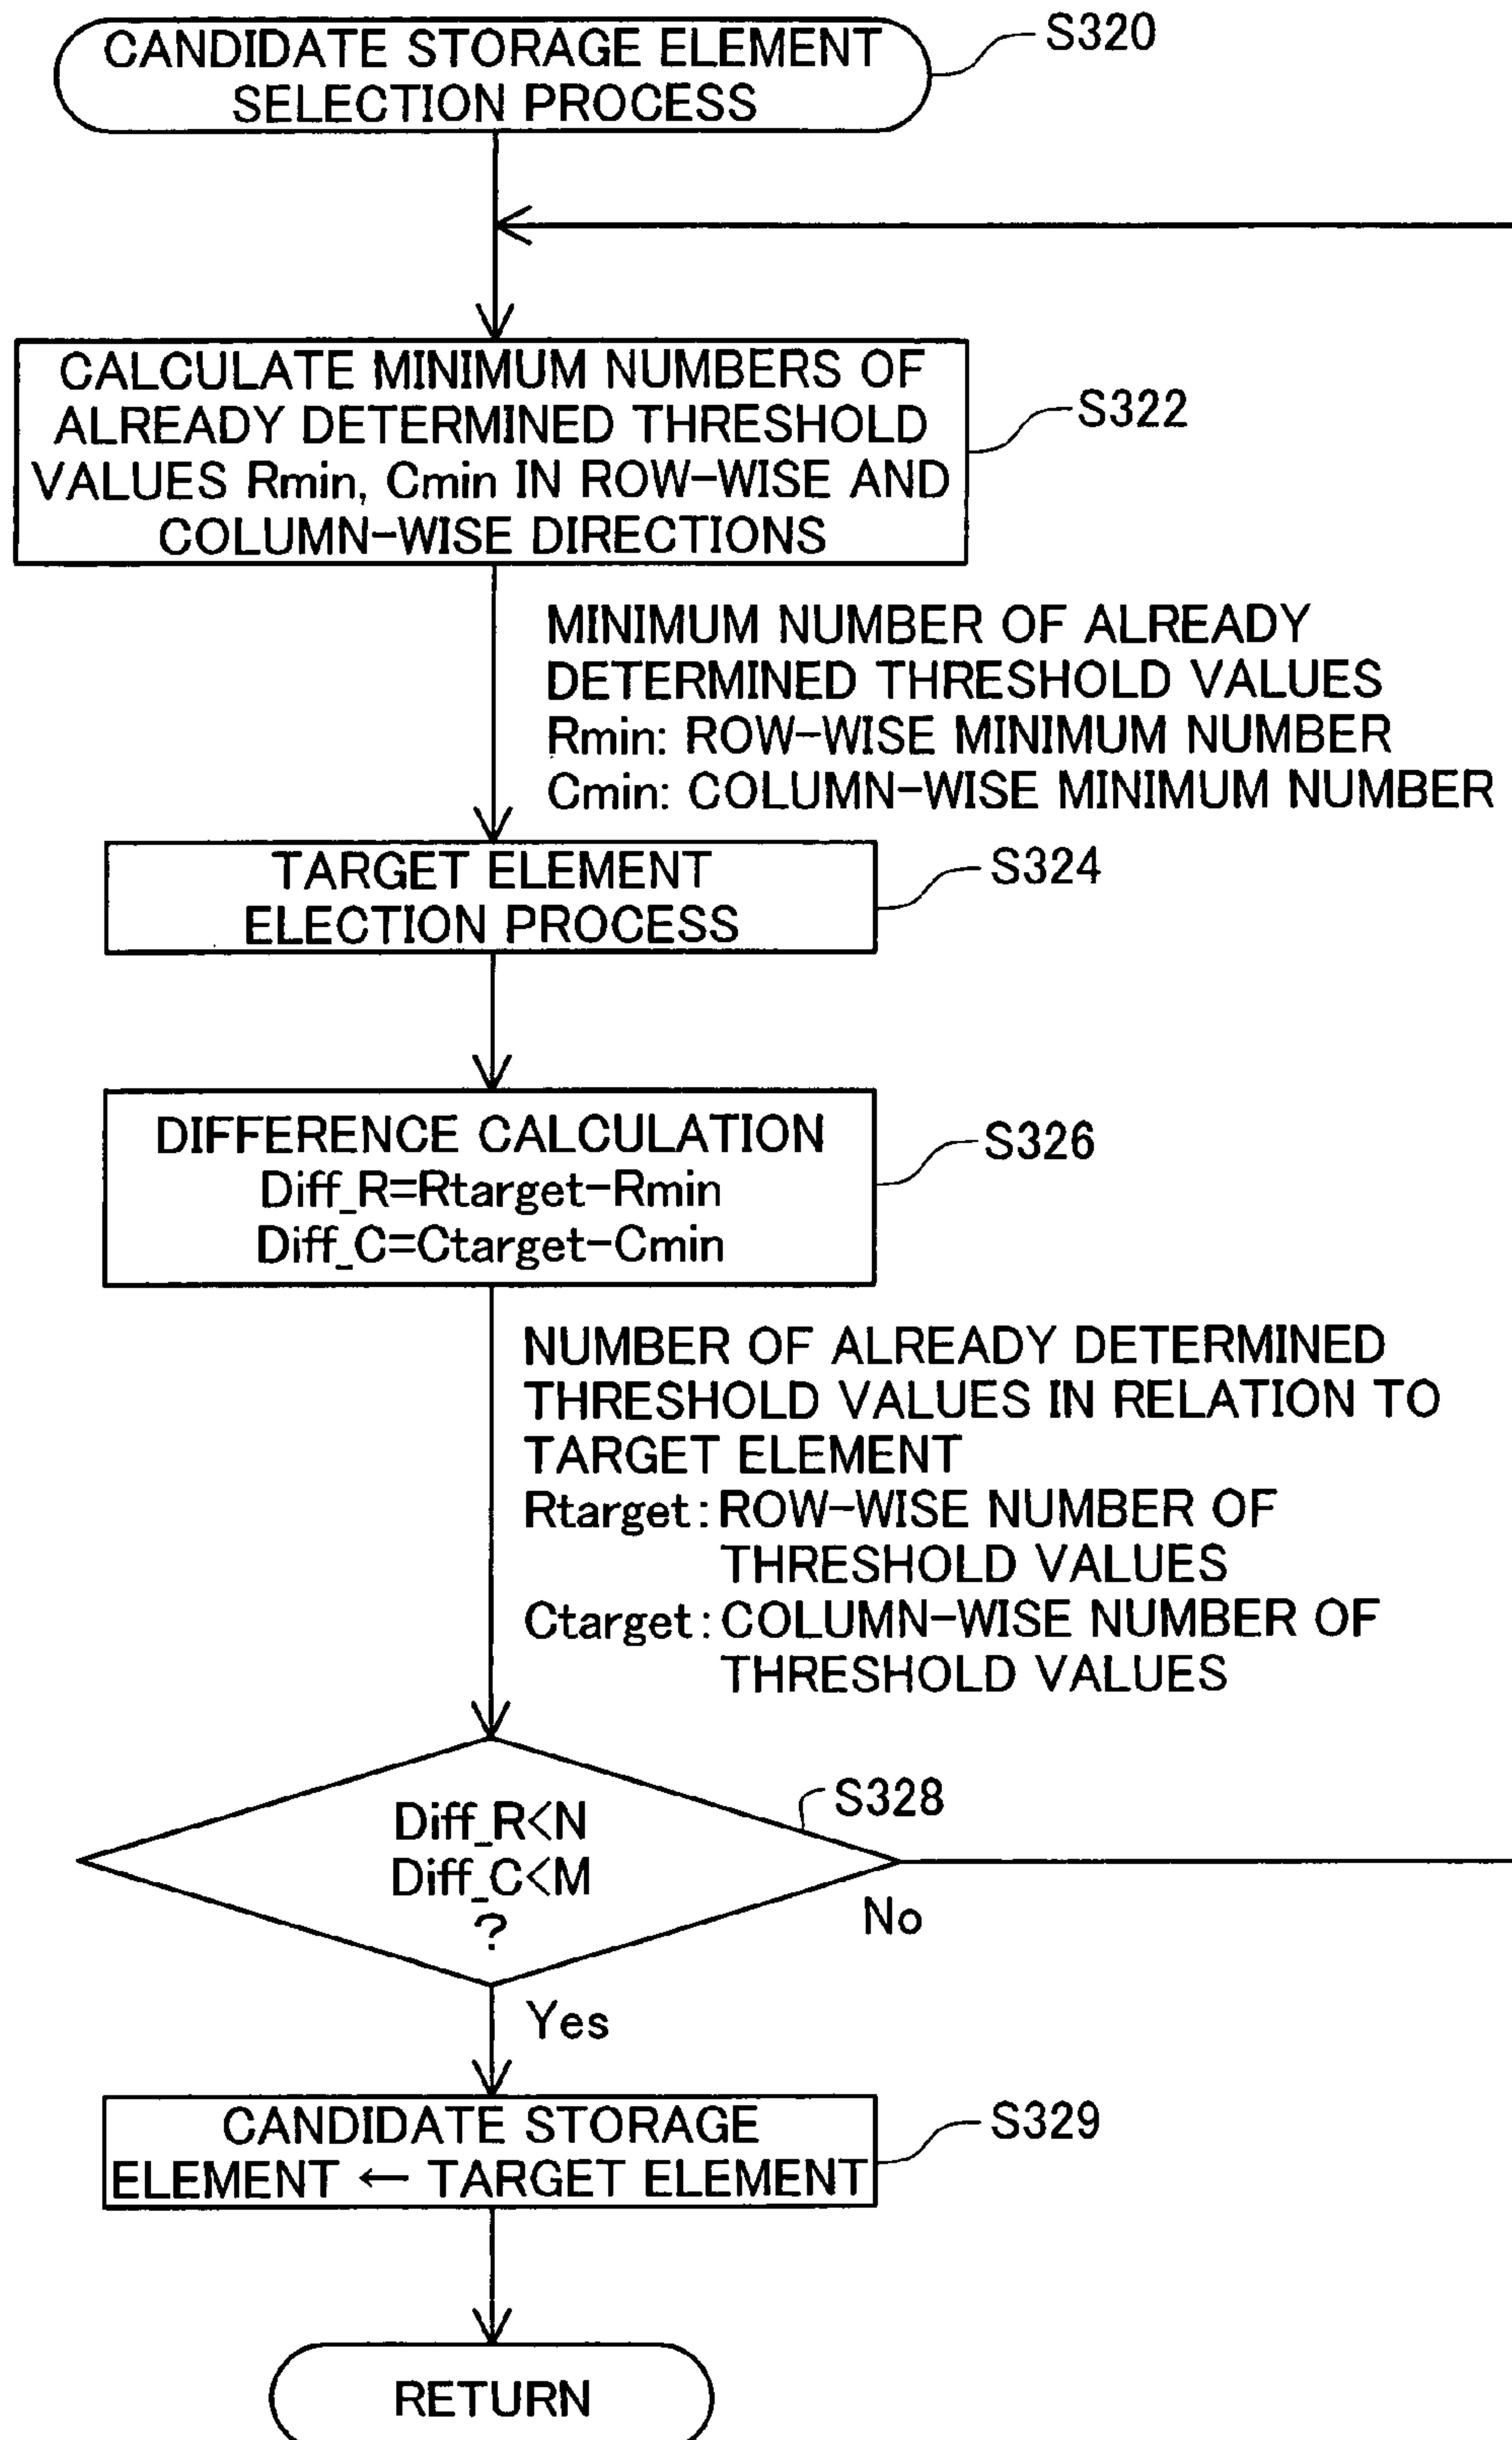 CANDIDATE STORAGE ELEMENT
SELECTION PROCESS
S320
CALCULATE MINIMUM NUMBERS OF
ALREADY DETERMINED THRESHOLD
VALUES Rmin, Cmin IN ROW-WISE AND
COLUMN-WISE DIRECTIONS
S322
MINIMUM NUMBER OF ALREADY
DETERMINED THRESHOLD VALUES
Rmin: ROW-WISE MINIMUM NUMBER
Cmin: COLUMN-WISE MINIMUM NUMBER
TARGET ELEMENT
ELECTION PROCESS
S324
DIFFERENCE CALCULATION
Diff_R=Rtarget-Rmin
Diff_C=Ctarget-Cmin
S326
NUMBER OF ALREADY DETERMINED
THRESHOLD VALUES IN RELATION TO
TARGET ELEMENT
Rtarget: ROW-WISE NUMBER OF
THRESHOLD VALUES
Ctarget: COLUMN-WISE NUMBER OF
THRESHOLD VALUES
Diff_R<N
Diff_C<M
?
S328
No
Yes
CANDIDATE STORAGE
ELEMENT ← TARGET ELEMENT
S329
RETURN